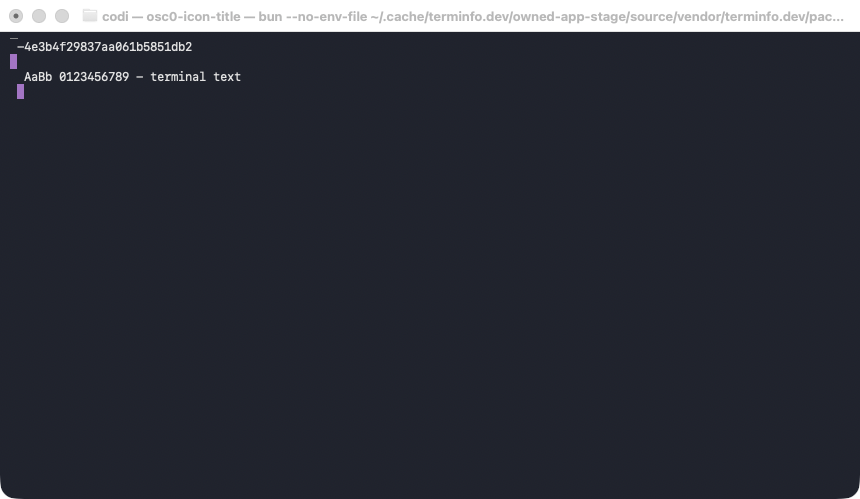 codi — osc0-icon-title — bun --no-env-file ~/.cache/terminfo.dev/owned-app-stage/source/vendor/terminfo.dev/pac...
—4e3b4f29837aa061b5851db2
AaBb 0123456789 — terminal text